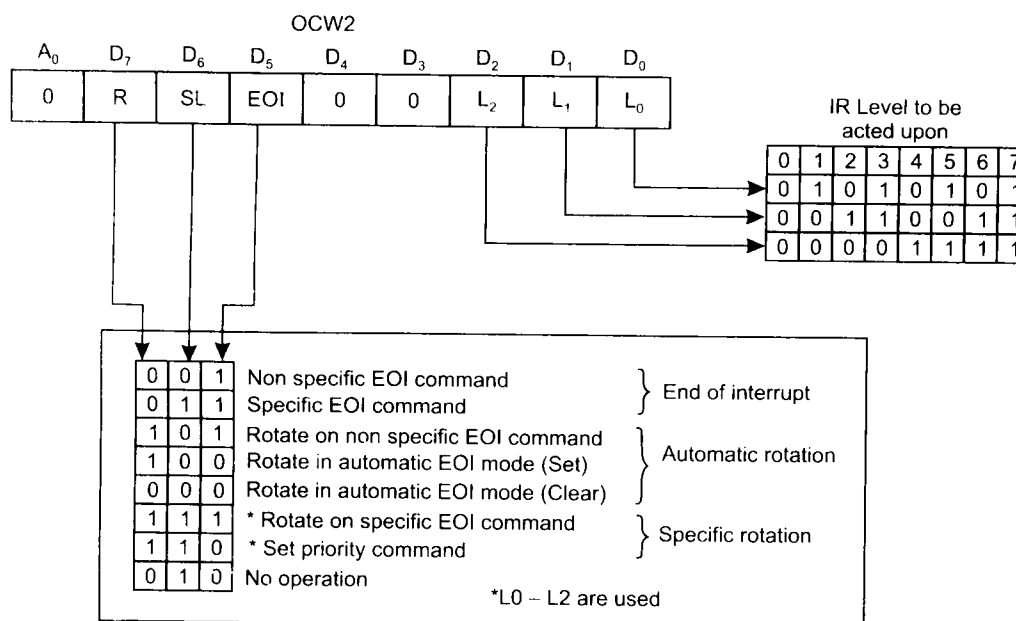 OCW2
A0 D7 D6 D5 D4 D3 D2 D1 D0
0 R SL EOI 0 0 L2 L1 L0
IR Level to be
acted upon
0 1 2 3 4 5 6 7
0 1 0 1 0 1 0 1
0 0 1 1 0 0 1 1
0 0 0 0 1 1 1 1
0 0 1 Non specific EOI command
0 1 1 Specific EOI command
End of interrupt
1 0 1 Rotate on non specific EOI command
1 0 0 Rotate in automatic EOI mode (Set)
0 0 0 Rotate in automatic EOI mode (Clear)
Automatic rotation
1 1 1 * Rotate on specific EOI command
1 1 0 * Set priority command
Specific rotation
0 1 0 No operation
*L0 – L2 are used